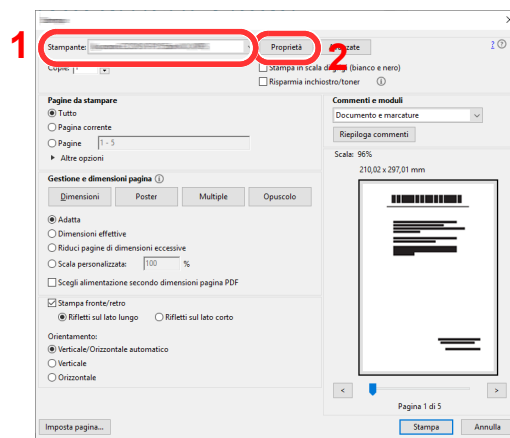 1
Stampante:
Proprietà
Avanzate
?
2
Copie:
Stampa in scala di grigi (bianco e nero)
Risparmia inchiostro/toner
Pagine da stampare
Tutto
Pagina corrente
Pagine 1 - 5
Altre opzioni
Commenti e moduli
Documento e marcature
Riepiloga commenti
Scala: 96%
210,02 x 297,01 mm
Gestione e dimensioni pagina
Dimensioni Poster Multiple Opuscolo
Adatta
Dimensioni effettive
Riduci pagine di dimensioni eccessive
Scala personalizzata: 100 %
Scegli alimentazione secondo dimensioni pagina PDF
Stampa fronte/retro
Rifletti sul lato lungo Rifletti sul lato corto
Orientamento:
Verticale/Orizzontale automatico
Verticale
Orizzontale
< >
Pagina 1 di 5
Imposta pagina... Stampa Annulla